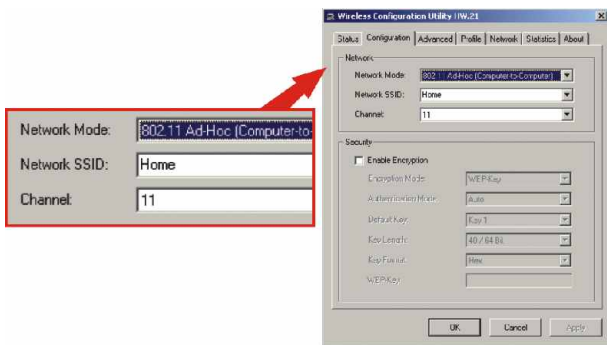 Wireless Configuration Utility HW.21
Status Configuration Advanced Profile Network Statistics About
Network
Network Mode: 802.11 Ad-Hoc (Computer-to-Computer)
Network SSID: Home
Channel: 11
Security
Enable Encryption
Encryption Mode: WEP-Key
Authentication Mode: Auto
Default Key: Key 1
Key Length: 40 / 64 Bit
Key Format: Hex
WEP-Key:
OK Cancel Apply
Network Mode: 802.11 Ad-Hoc (Computer-to-
Network SSID: Home
Channel: 11